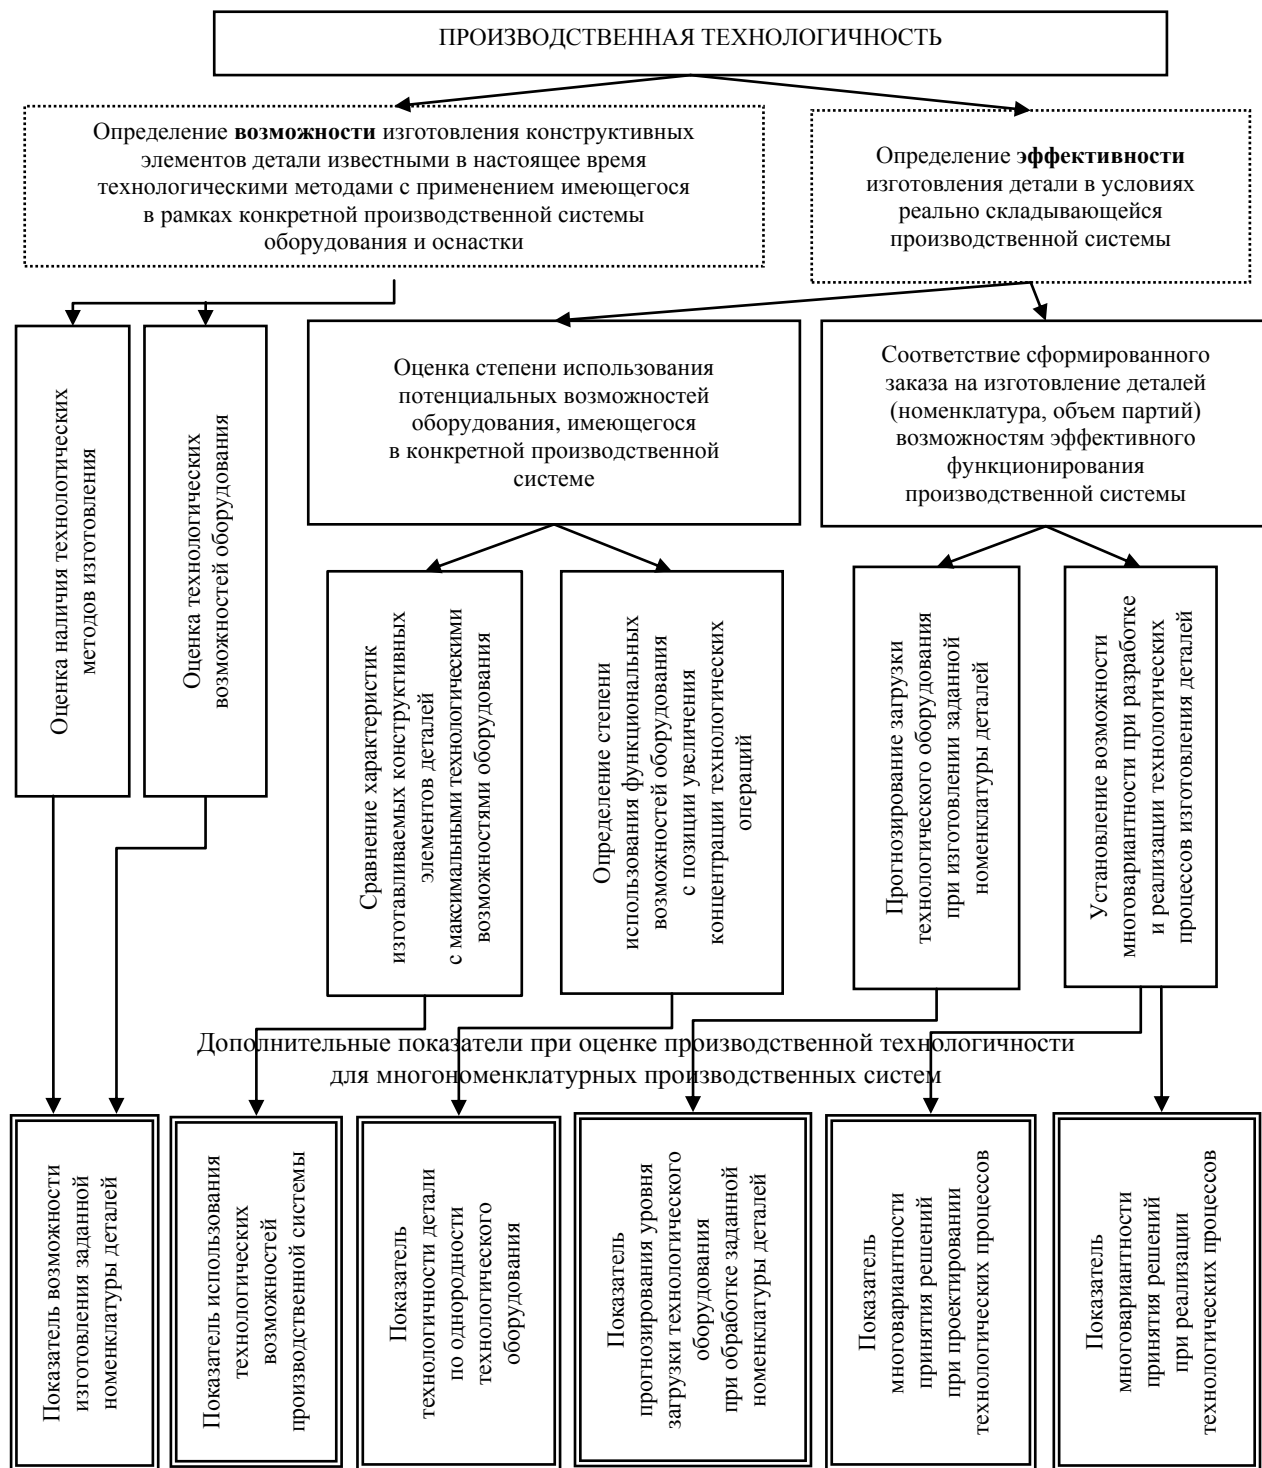 ПРОИЗВОДСТВЕННАЯ ТЕХНОЛОГИЧНОСТЬ
Определение возможности изготовления конструктивных
элементов детали известными в настоящее время
технологическими методами с применением имеющегося
в рамках конкретной производственной системы
оборудования и оснастки
Определение эффективности
изготовления детали в условиях
реально складывающейся
производственной системы
Оценка наличия технологических
методов изготовления
Оценка технологических
возможностей оборудования
Оценка степени использования
потенциальных возможностей
оборудования, имеющегося
в конкретной производственной
системе
Соответствие сформированного
заказа на изготовление деталей
(номенклатура, объем партий)
возможностям эффективного
функционирования
производственной системы
Сравнение характеристик
изготавливаемых конструктивных
элементов деталей
с максимальными технологическими
возможностями оборудования
Определение степени
использования функциональных
возможностей оборудования
с позиции увеличения
концентрации технологических
операций
Прогнозирование загрузки
технологического оборудования
при изготовлении заданной
номенклатуры деталей
Установление возможности
многовариантности при разработке
и реализации технологических
процессов изготовления деталей
Дополнительные показатели при оценке производственной технологичности
для многономенклатурных производственных систем
Показатель возможности
изготовления заданной
номенклатуры деталей
Показатель использования
технологических
возможностей
производственной системы
Показатель
технологичности детали
по однородности
технологического
оборудования
Показатель
прогнозирования уровня
загрузки технологического
оборудования
при обработке заданной
номенклатуры деталей
Показатель
многовариантности
принятия решений
при проектировании
технологических процессов
Показатель
многовариантности
принятия решений
при реализации
технологических процессов